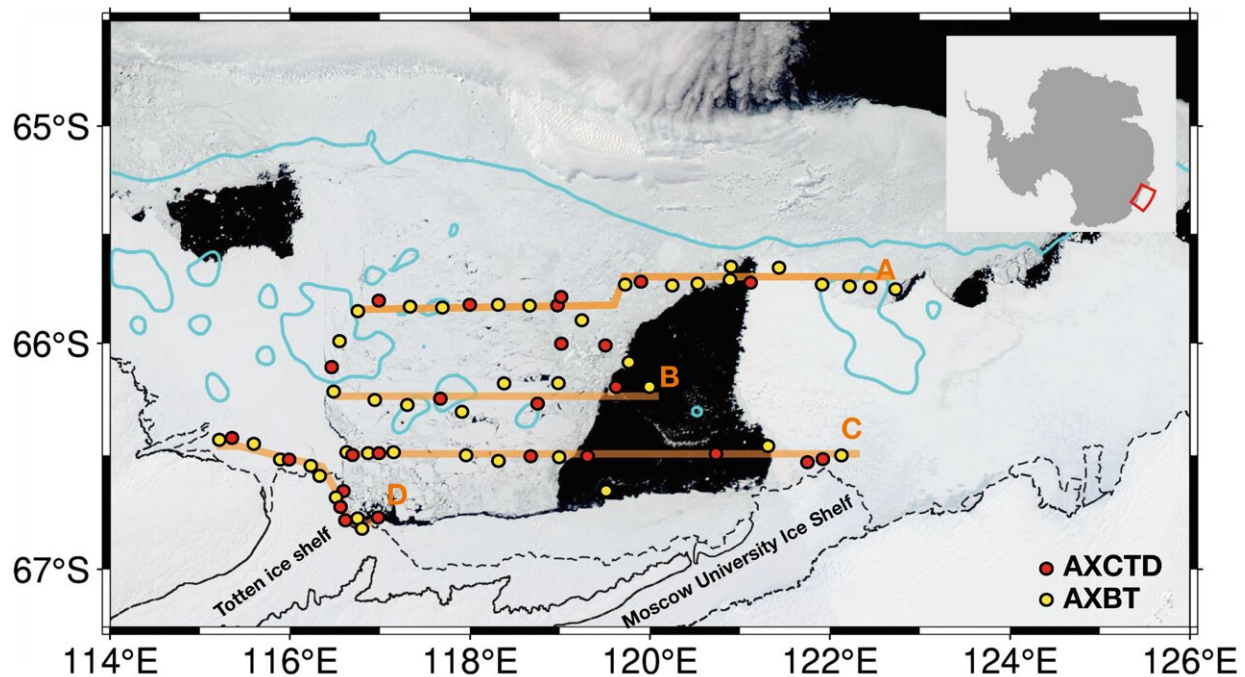 65°S
66°S
67°S
A
B
C
D
Totten ice shelf
Moscow University Ice Shelf
AXCTD
AXBT
114°E 116°E 118°E 120°E 122°E 124°E 126°E